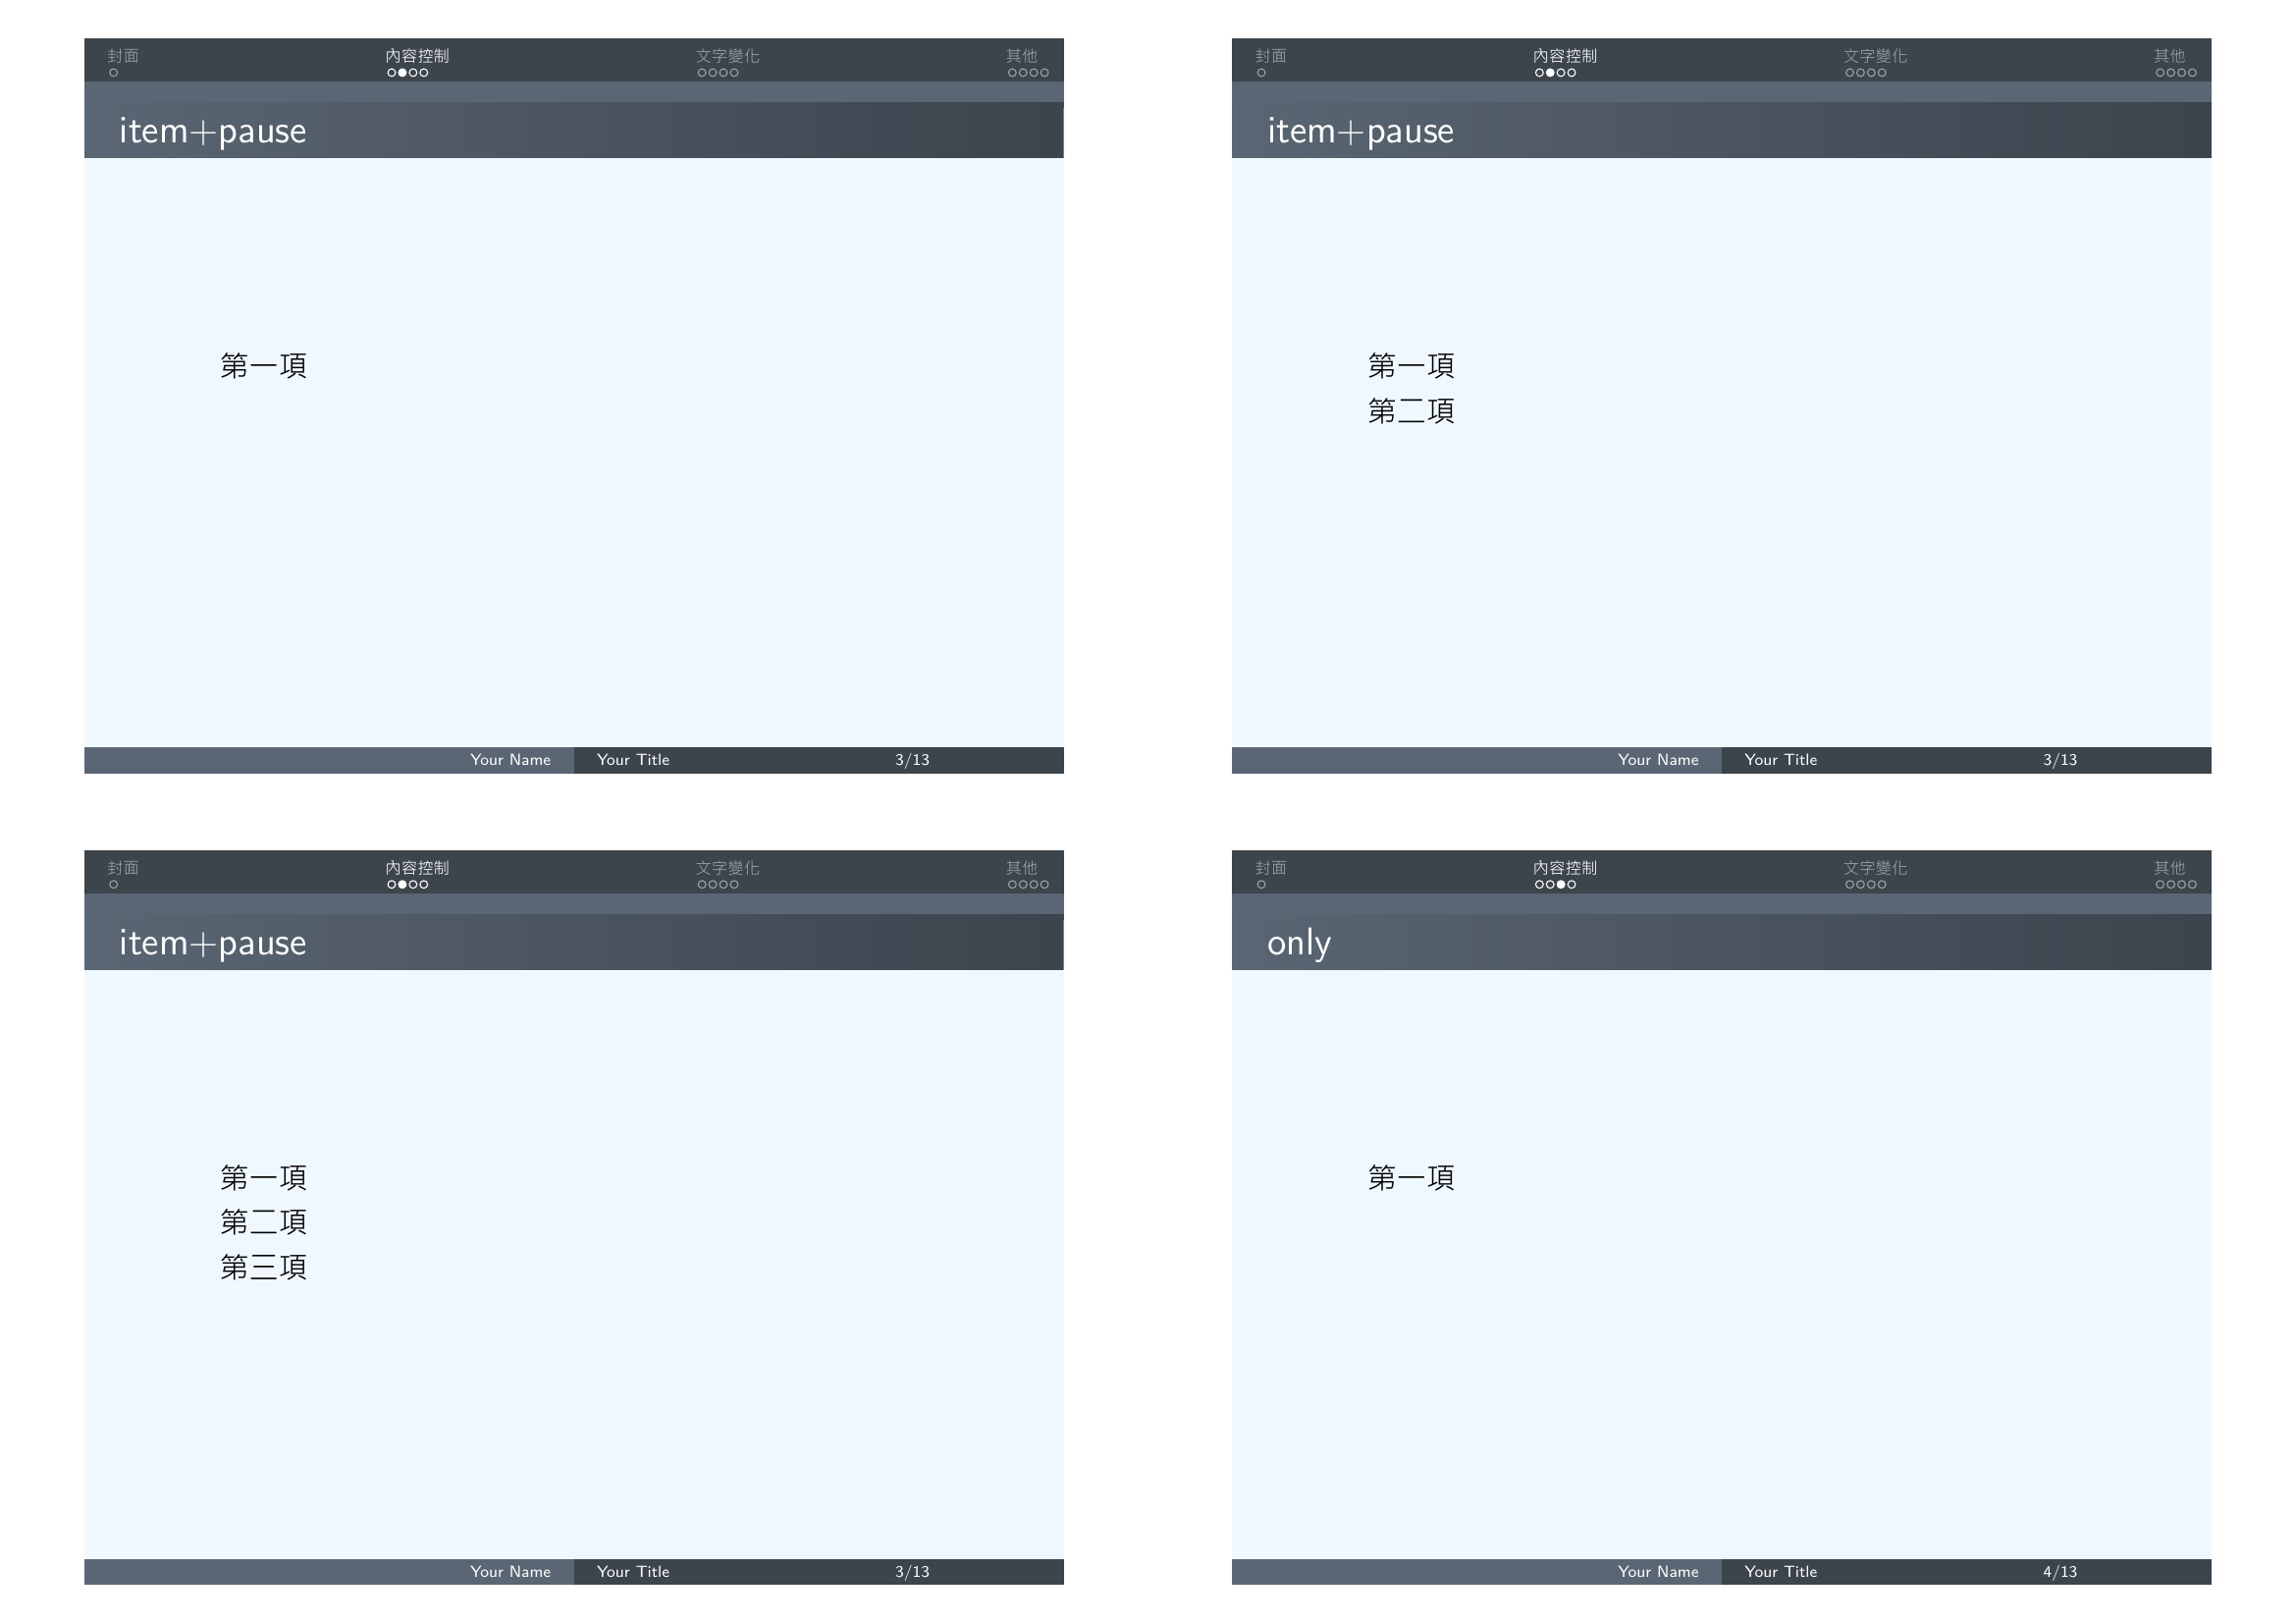 封面 內容控制 文字變化 其他
item+pause
第一項
Your Name Your Title 3/13
封面 內容控制 文字變化 其他
item+pause
第一項
第二項
Your Name Your Title 3/13
封面 內容控制 文字變化 其他
item+pause
第一項
第二項
第三項
Your Name Your Title 3/13
封面 內容控制 文字變化 其他
only
第一項
Your Name Your Title 4/13